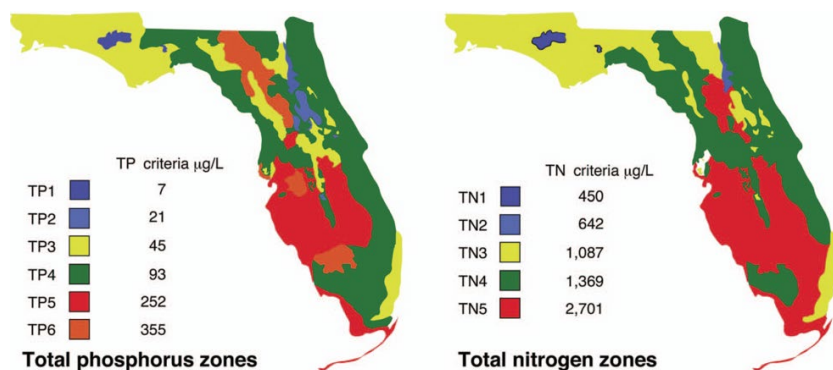 TP criteria μg/L
TP1 7
TP2 21
TP3 45
TP4 93
TP5 252
TP6 355
Total phosphorus zones
TN criteria μg/L
TN1 450
TN2 642
TN3 1,087
TN4 1,369
TN5 2,701
Total nitrogen zones